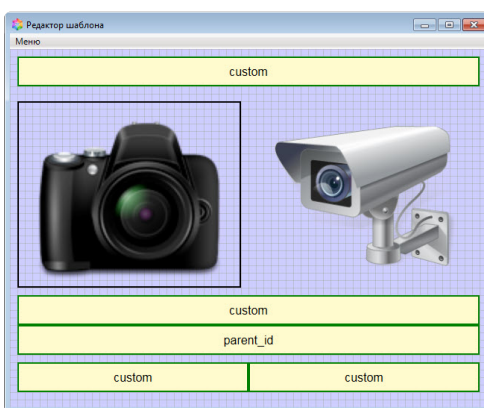 Редактор шаблона
Меню
custom
custom
parent_id
custom custom